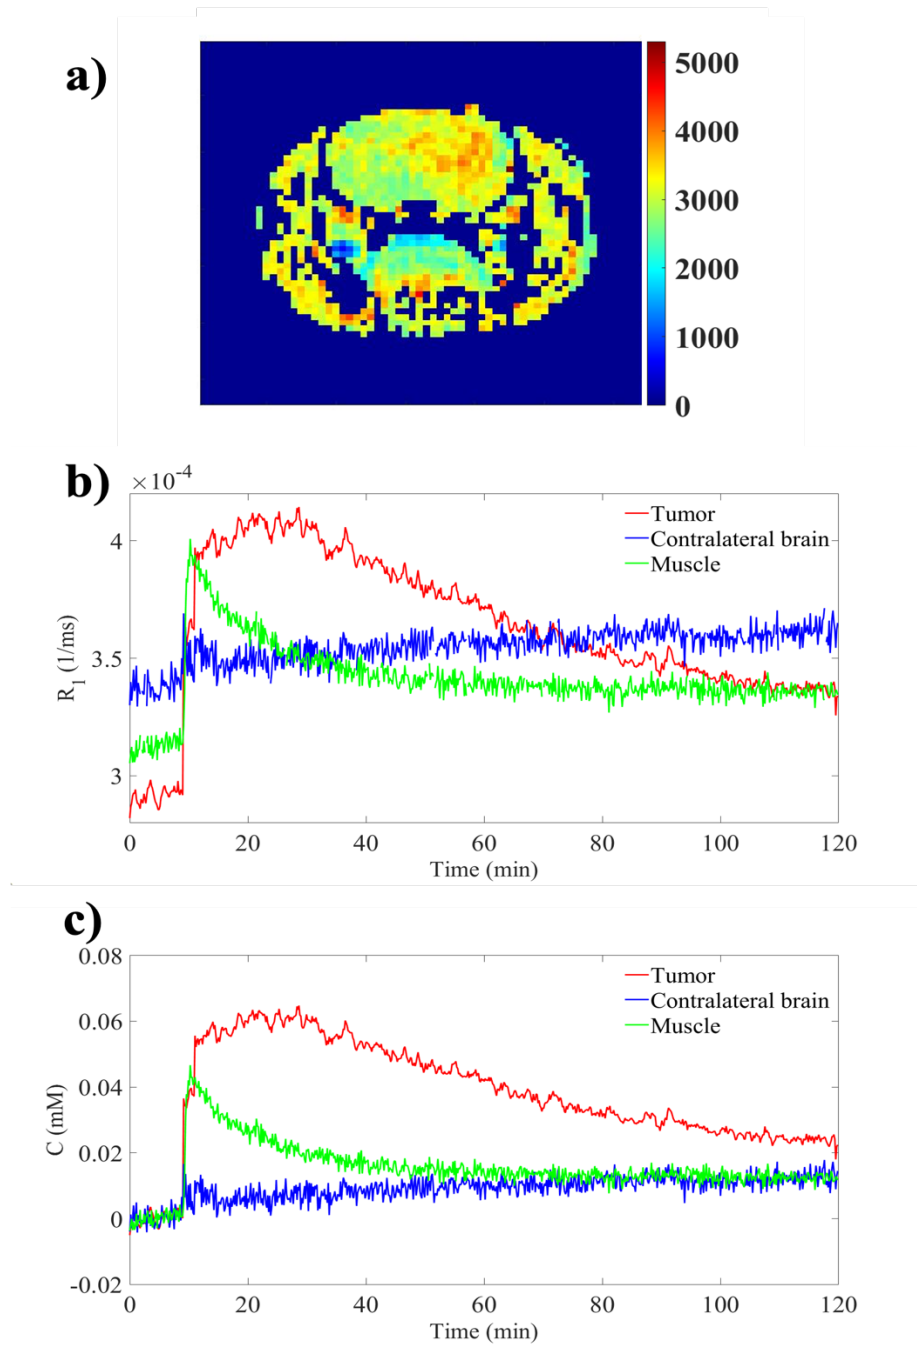 a)
5000
4000
3000
2000
1000
0
b)
×10⁻⁴
Tumor
Contralateral brain
Muscle
4
3.5
3
R₁ (1/ms)
0 20 40 60 80 100 120
Time (min)
c)
0.08
Tumor
Contralateral brain
Muscle
0.06
0.04
0.02
0
-0.02
C (mM)
0 20 40 60 80 100 120
Time (min)